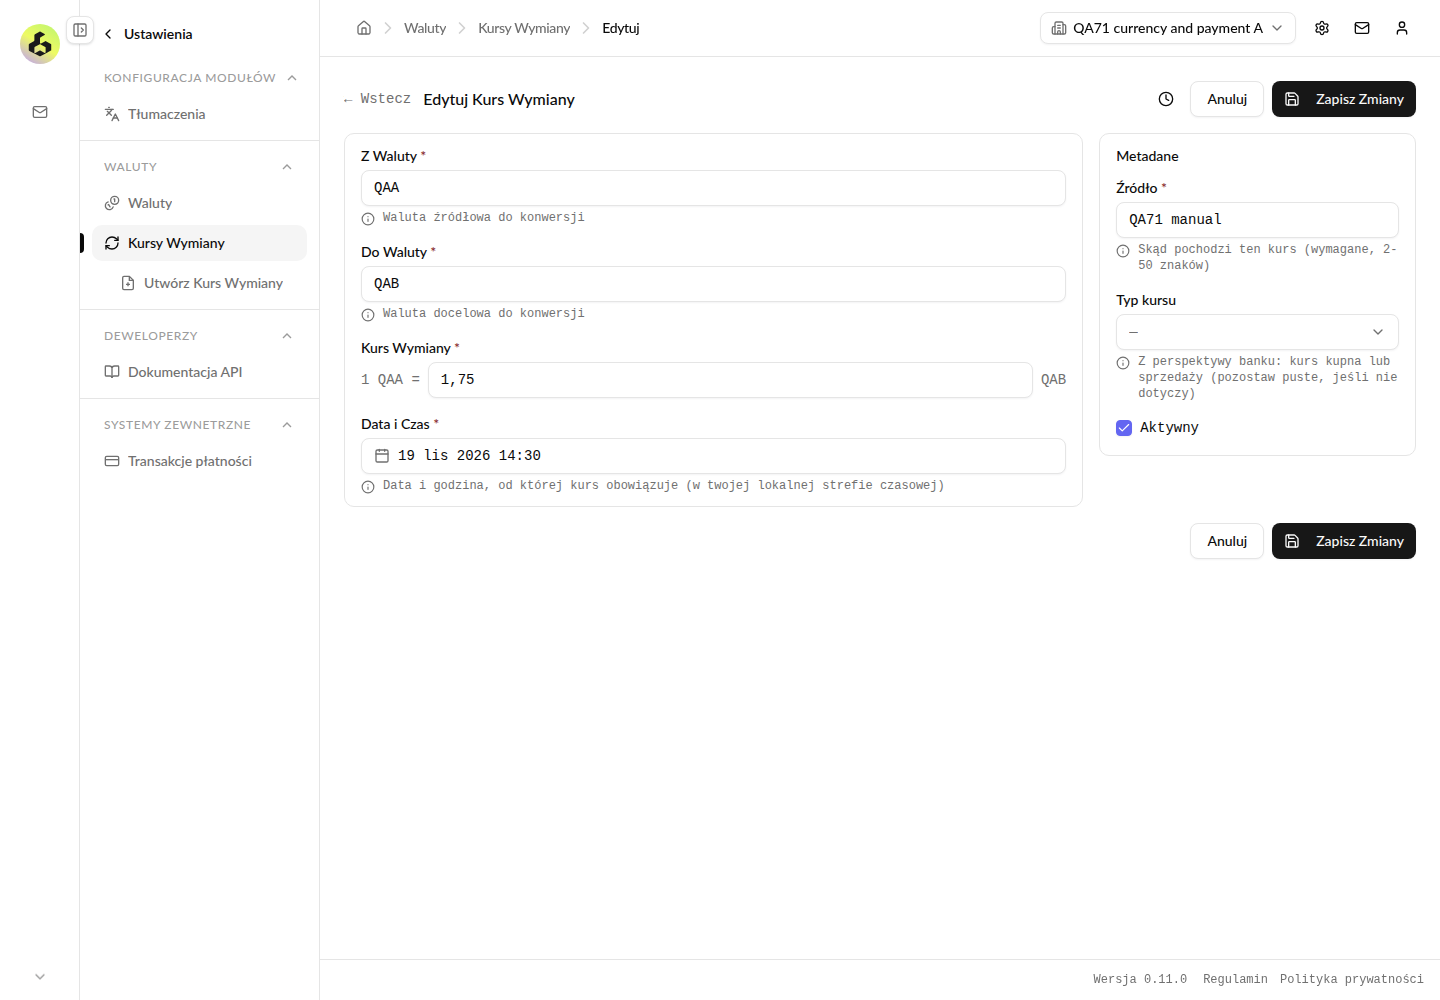 Ustawienia
KONFIGURACJA MODUŁÓW
Tłumaczenia
WALUTY
Waluty
Kursy Wymiany
Utwórz Kurs Wymiany
DEWELOPERZY
Dokumentacja API
SYSTEMY ZEWNETRZNE
Transakcje płatności
Waluty
Kursy Wymiany
Edytuj
QA71 currency and payment A
← Wstecz
Edytuj Kurs Wymiany
Anuluj
Zapisz Zmiany
Z Waluty *
QAA
Waluta źródłowa do konwersji
Do Waluty *
QAB
Waluta docelowa do konwersji
Kurs Wymiany *
1 QAA = 1,75 QAB
Data i Czas *
19 lis 2026 14:30
Data i godzina, od której kurs obowiązuje (w twojej lokalnej strefie czasowej)
Metadane
Źródło *
QA71 manual
Skąd pochodzi ten kurs (wymagane, 2-
50 znaków)
Typ kursu
—
Z perspektywy banku: kurs kupna lub
sprzedaży (pozostaw puste, jeśli nie
dotyczy)
Aktywny
Anuluj
Zapisz Zmiany
Wersja 0.11.0
Regulamin
Polityka prywatności